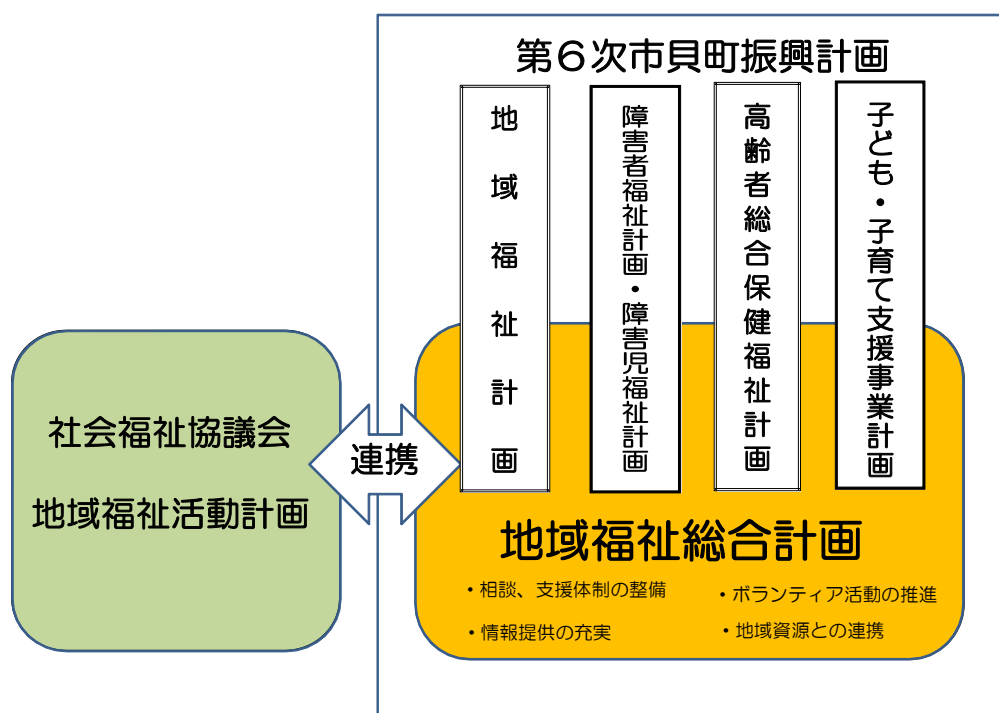 第６次市貝町振興計画
地域福祉計画
障害者福祉計画・障害児福祉計画
高齢者総合保健福祉計画
子ども・子育て支援事業計画
社会福祉協議会
地域福祉活動計画
連携
地域福祉総合計画
・相談、支援体制の整備
・ボランティア活動の推進
・情報提供の充実
・地域資源との連携